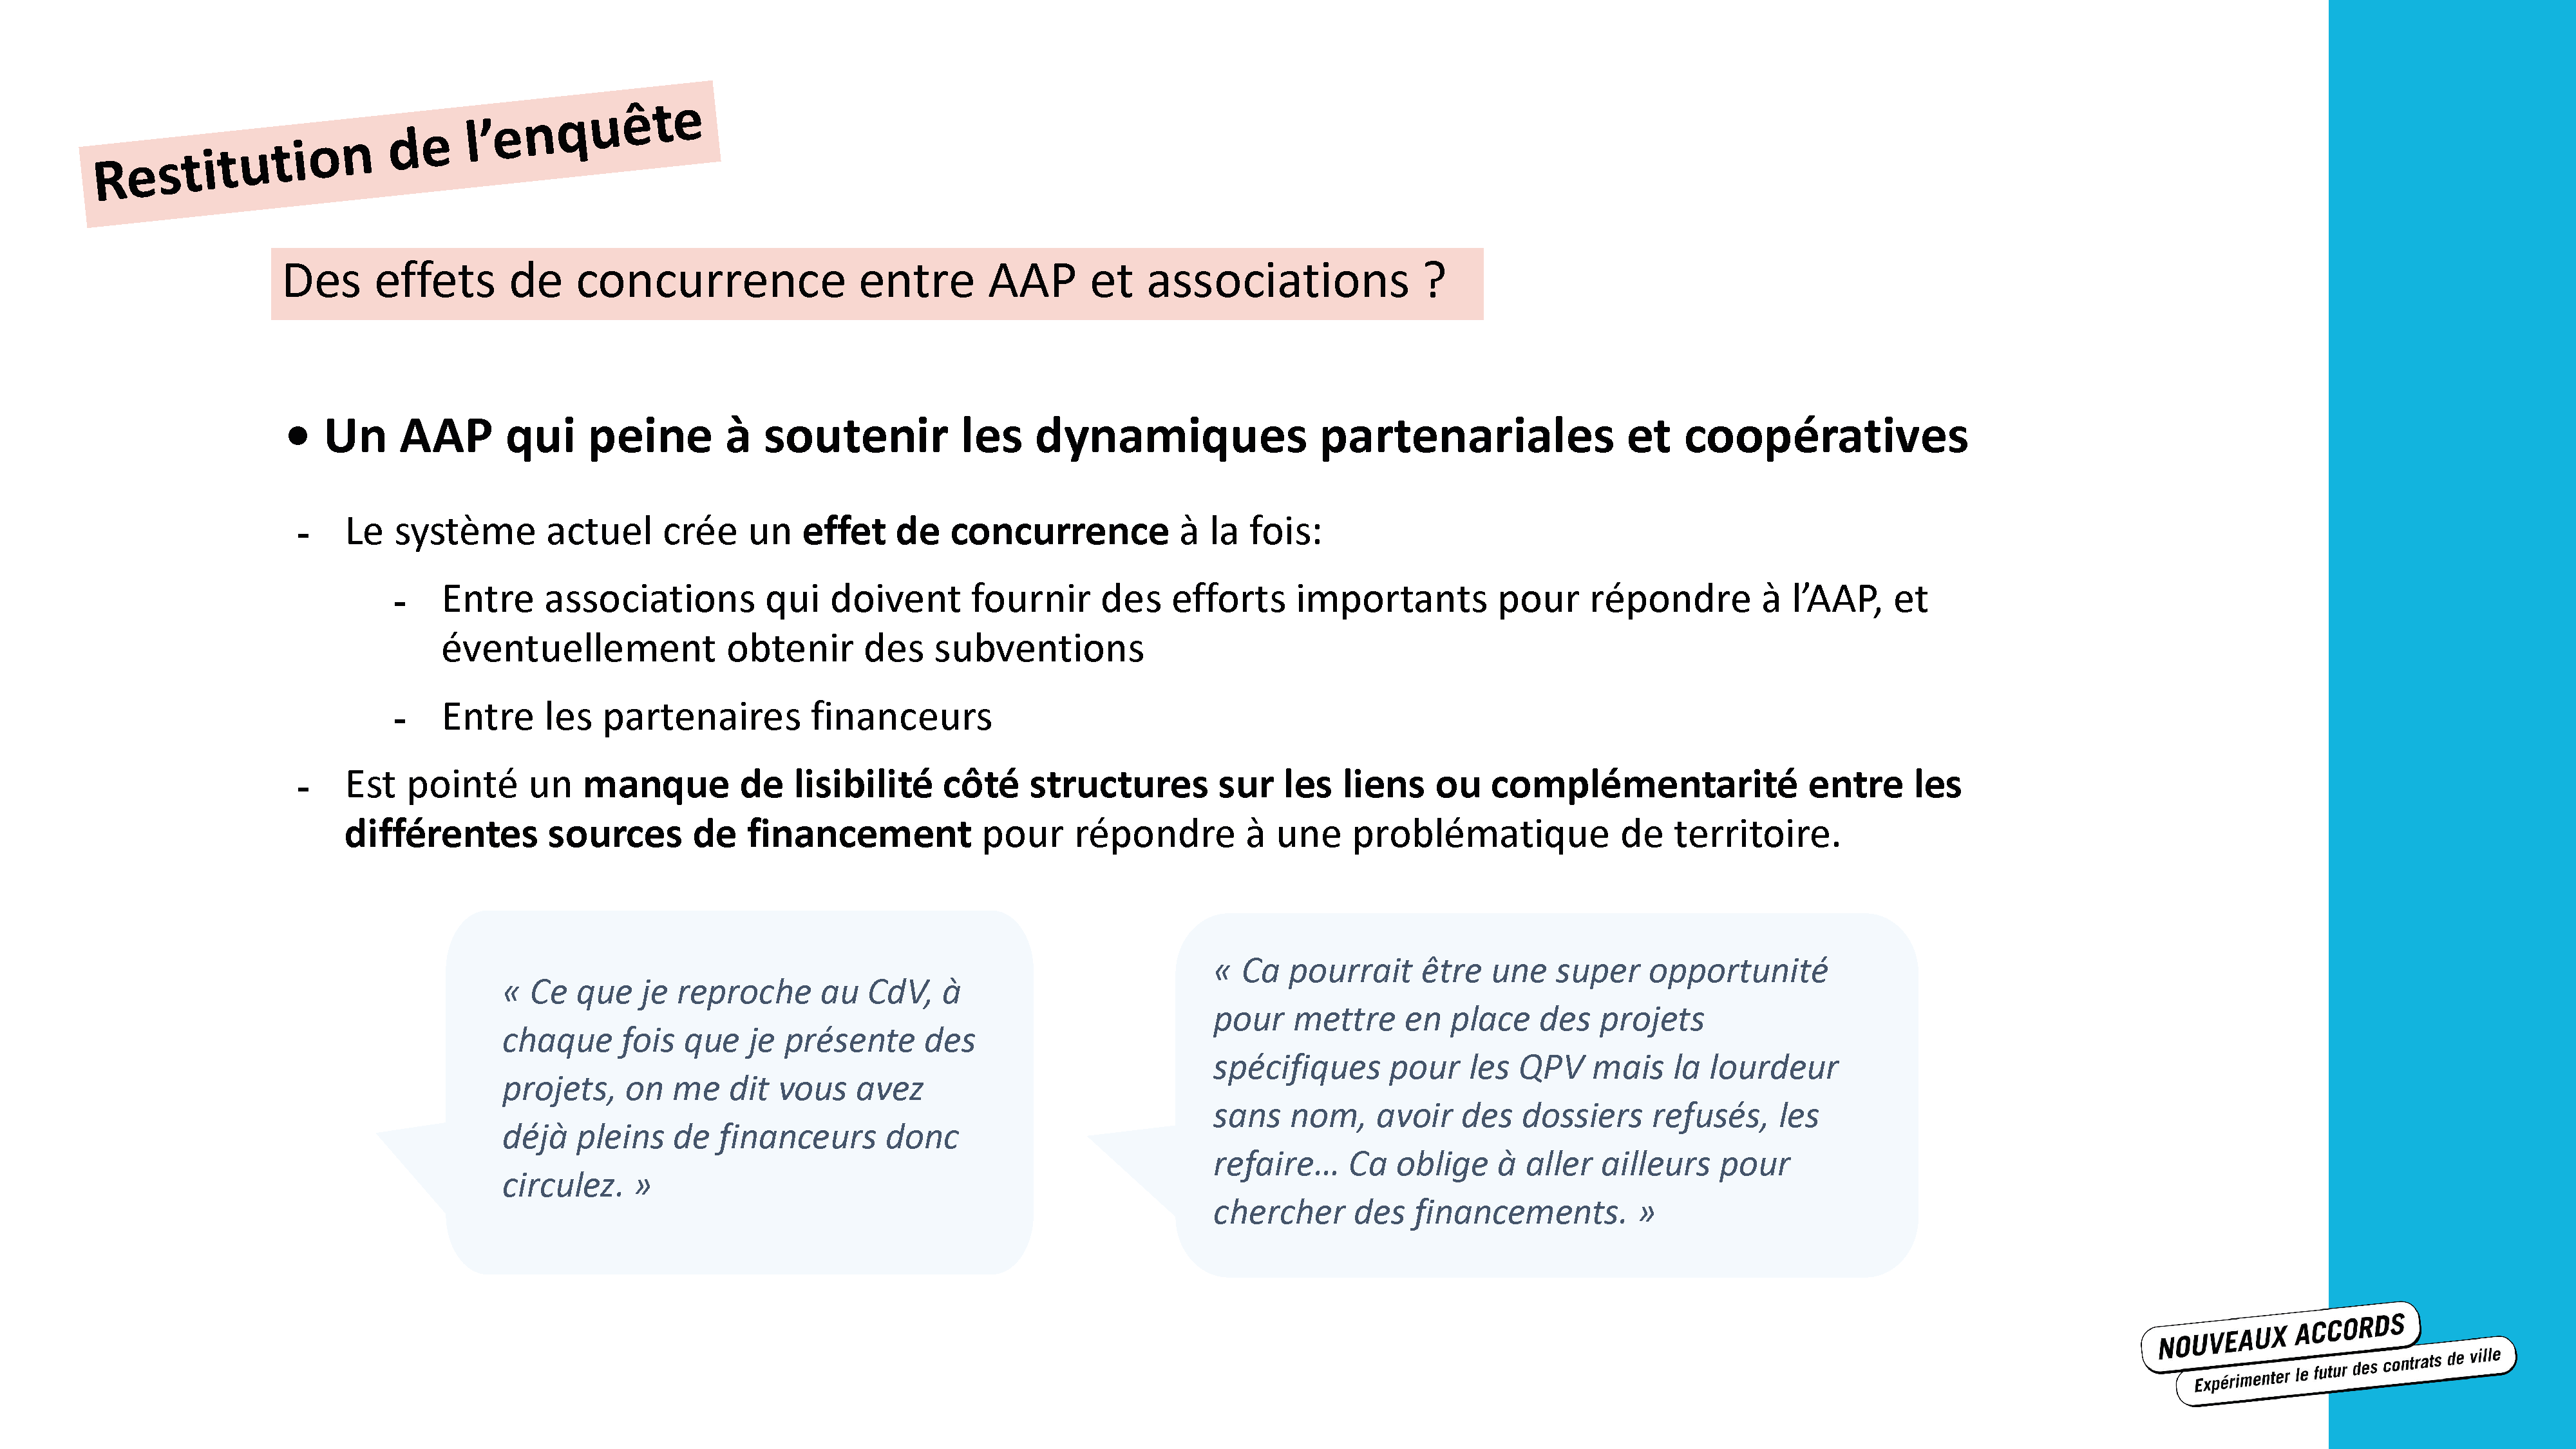 Restitution de l’enquête
Des effets de concurrence entre AAP et associations ?
• Un AAP qui peine à soutenir les dynamiques partenariales et coopératives
- Le système actuel crée un effet de concurrence à la fois:
- Entre associations qui doivent fournir des efforts importants pour répondre à l’AAP, et
éventuellement obtenir des subventions
- Entre les partenaires financeurs
- Est pointé un manque de lisibilité côté structures sur les liens ou complémentarité entre les
différentes sources de financement pour répondre à une problématique de territoire.
« Ce que je reproche au CdV, à
chaque fois que je présente des
projets, on me dit vous avez
déjà pleins de financeurs donc
circulez. »
« Ca pourrait être une super opportunité
pour mettre en place des projets
spécifiques pour les QPV mais la lourdeur
sans nom, avoir des dossiers refusés, les
refaire… Ca oblige à aller ailleurs pour
chercher des financements. »
NOUVEAUX ACCORDS
Expérimenter le futur des contrats de ville